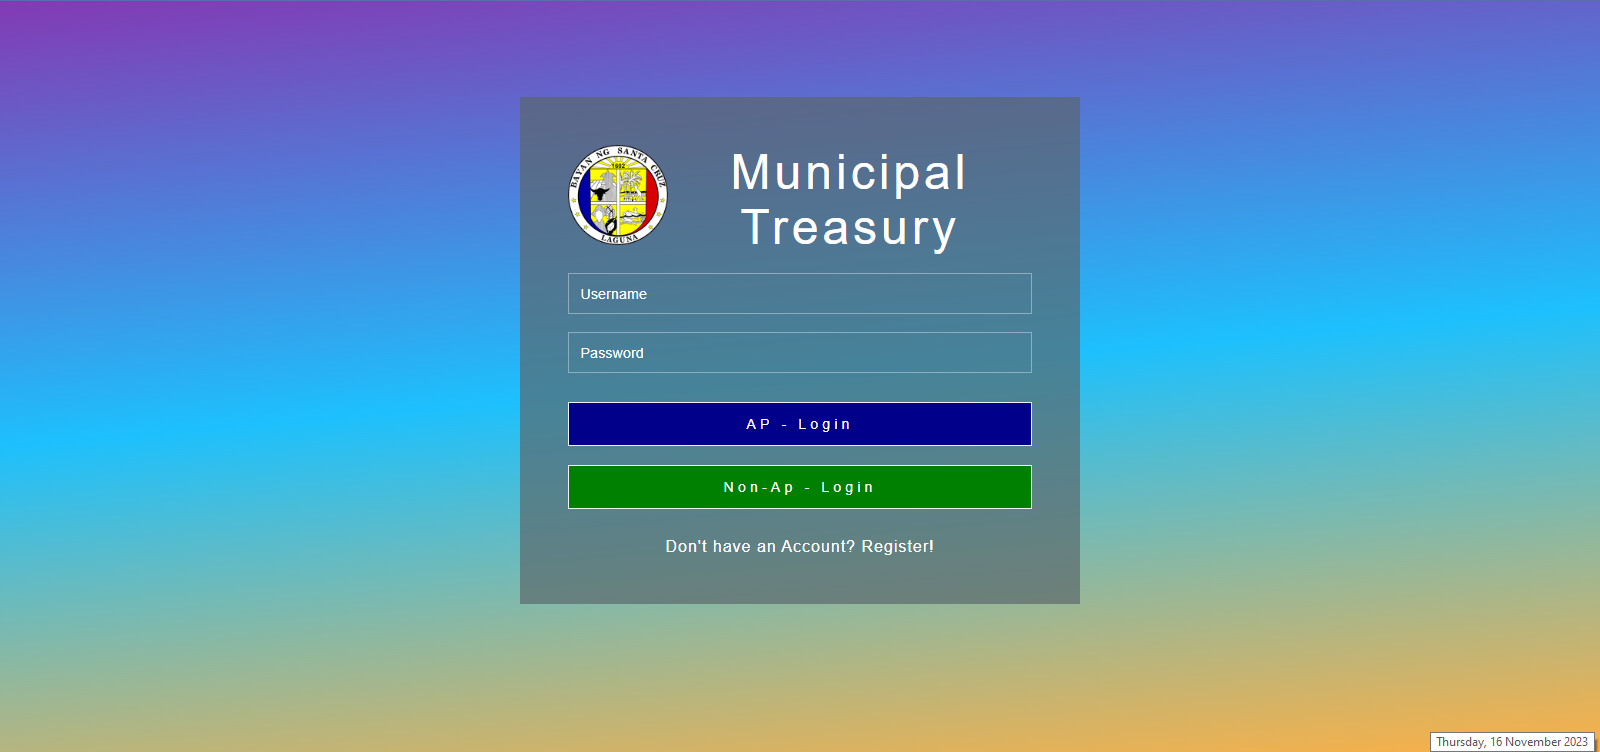 BAYAN NG SANTA CRUZ
1602
LAGUNA
Municipal
Treasury
Username
Password
AP - Login
Non-Ap - Login
Don't have an Account? Register!
Thursday, 16 November 2023